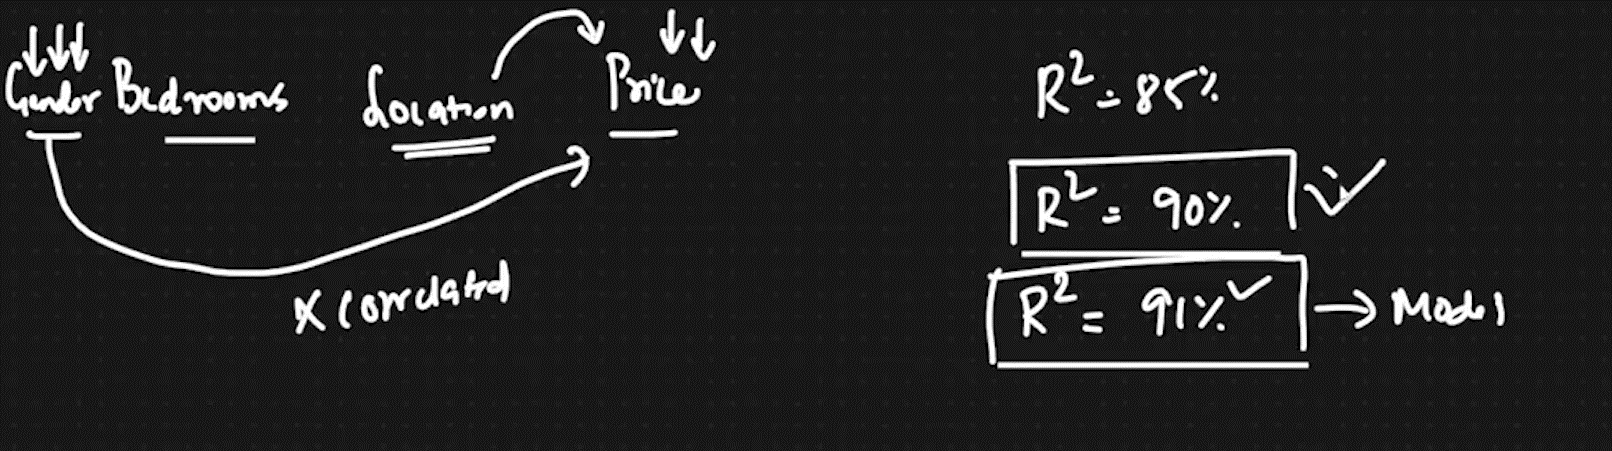 Gender Bedrooms Location Price
R² = 85%
R² = 90%
R² = 91% → Model
X Correlated